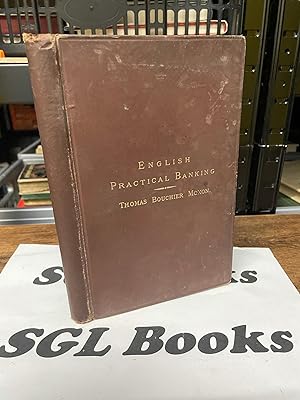 English
Practical Banking
Thomas Bouchier Moxon.
SGL Books
SGL Books